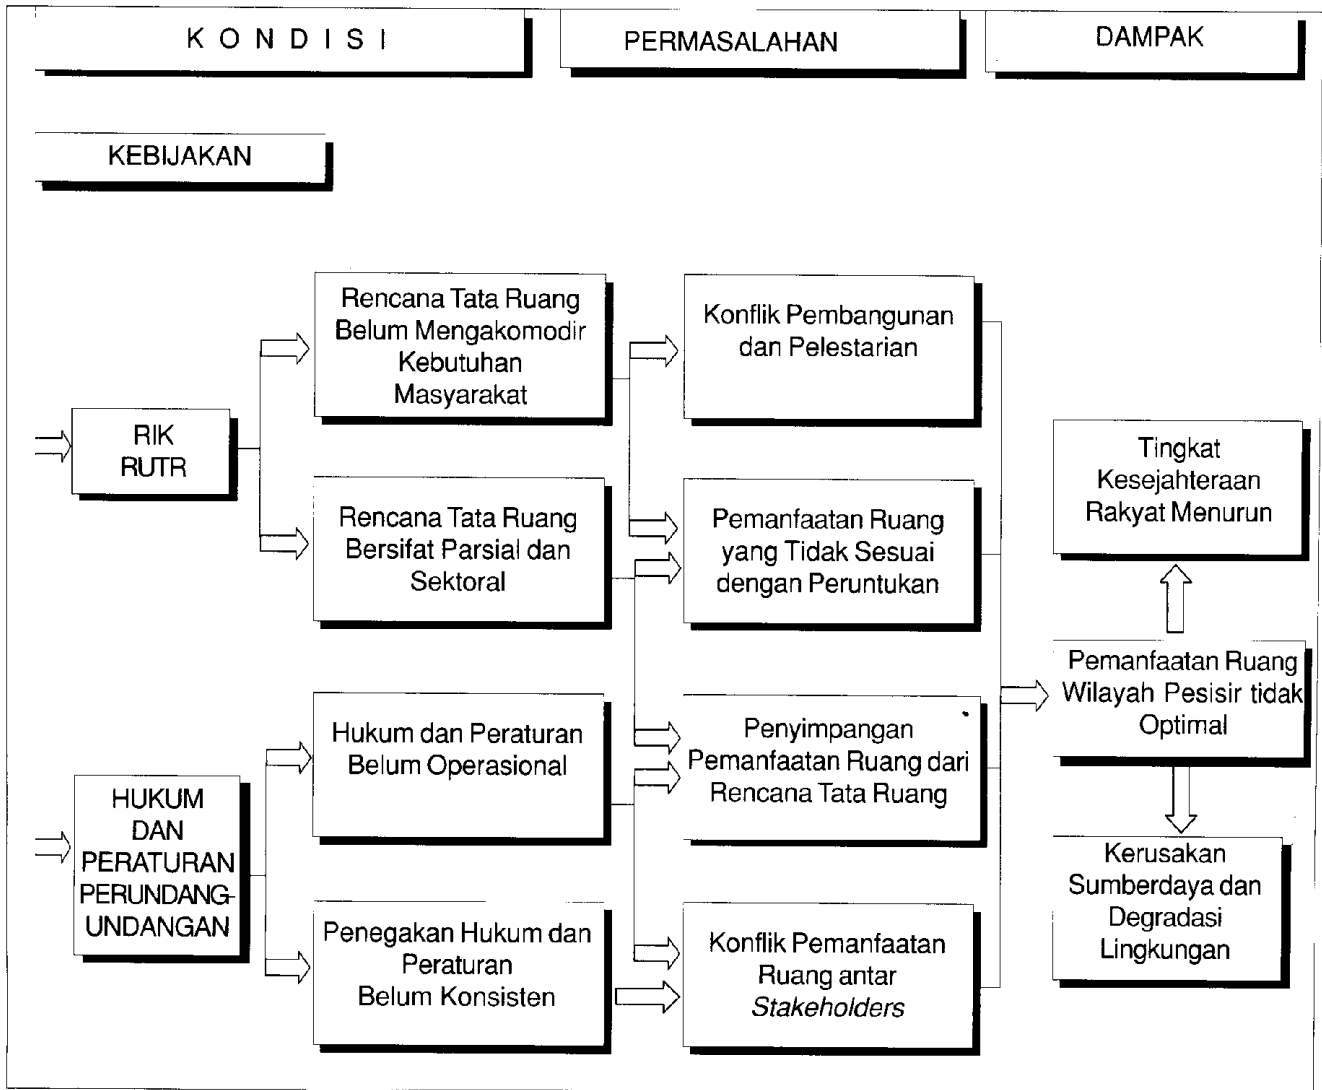 K O N D I S I
PERMASALAHAN
DAMPAK
KEBIJAKAN
RIK
RUTR
HUKUM
DAN
PERATURAN
PERUNDANG-
UNDANGAN
Rencana Tata Ruang
Belum Mengakomodir
Kebutuhan
Masyarakat
Rencana Tata Ruang
Bersifat Parsial dan
Sektoral
Hukum dan Peraturan
Belum Operasional
Penegakan Hukum dan
Peraturan
Belum Konsisten
Konflik Pembangunan
dan Pelestarian
Pemanfaatan Ruang
yang Tidak Sesuai
dengan Peruntukan
Penyimpangan
Pemanfaatan Ruang dari
Rencana Tata Ruang
Konflik Pemanfaatan
Ruang antar
Stakeholders
Tingkat
Kesejahteraan
Rakyat Menurun
Pemanfaatan Ruang
Wilayah Pesisir tidak
Optimal
Kerusakan
Sumberdaya dan
Degradasi
Lingkungan